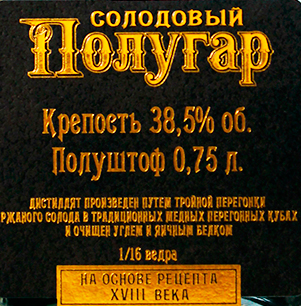 СОЛОДОВЫЙ
Полугар
Крепость 38,5% об.
Полуштоф 0,75 л.
ДИСТИЛЛЯТ ПРОИЗВЕДЕН ПУТЕМ ТРОЙНОЙ ПЕРЕГОНКИ
РЖАНОГО СОЛОДА В ТРАДИЦИОННЫХ МЕДНЫХ ПЕРЕГОННЫХ КУБАХ
И ОЧИЩЕН УГЛЕМ И ЯИЧНЫМ БЕЛКОМ
1/16 ведра
НА ОСНОВЕ РЕЦЕПТА
XVIII ВЕКА